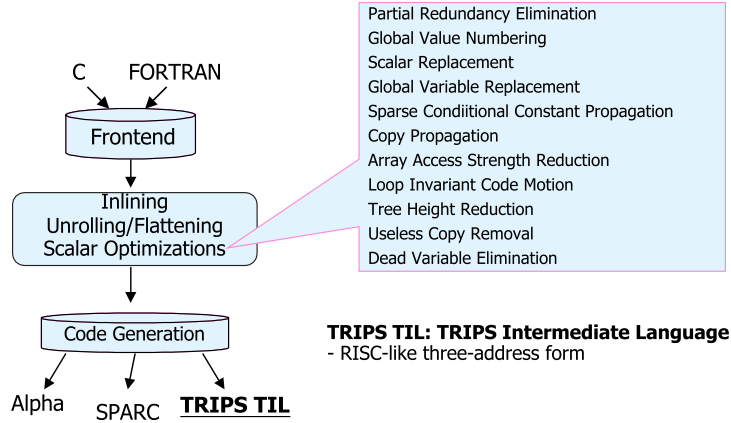 C FORTRAN
Frontend
Inlining
Unrolling/Flattening
Scalar Optimizations
Code Generation
Alpha
SPARC
TRIPS TIL
Partial Redundancy Elimination
Global Value Numbering
Scalar Replacement
Global Variable Replacement
Sparse Condiitional Constant Propagation
Copy Propagation
Array Access Strength Reduction
Loop Invariant Code Motion
Tree Height Reduction
Useless Copy Removal
Dead Variable Elimination
TRIPS TIL: TRIPS Intermediate Language
- RISC-like three-address form